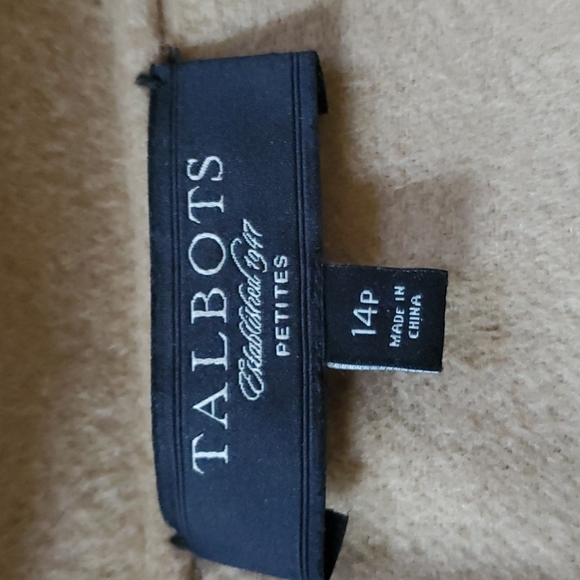 TALBOTS
Established 1947
PETITES
14P
MADE IN
CHINA